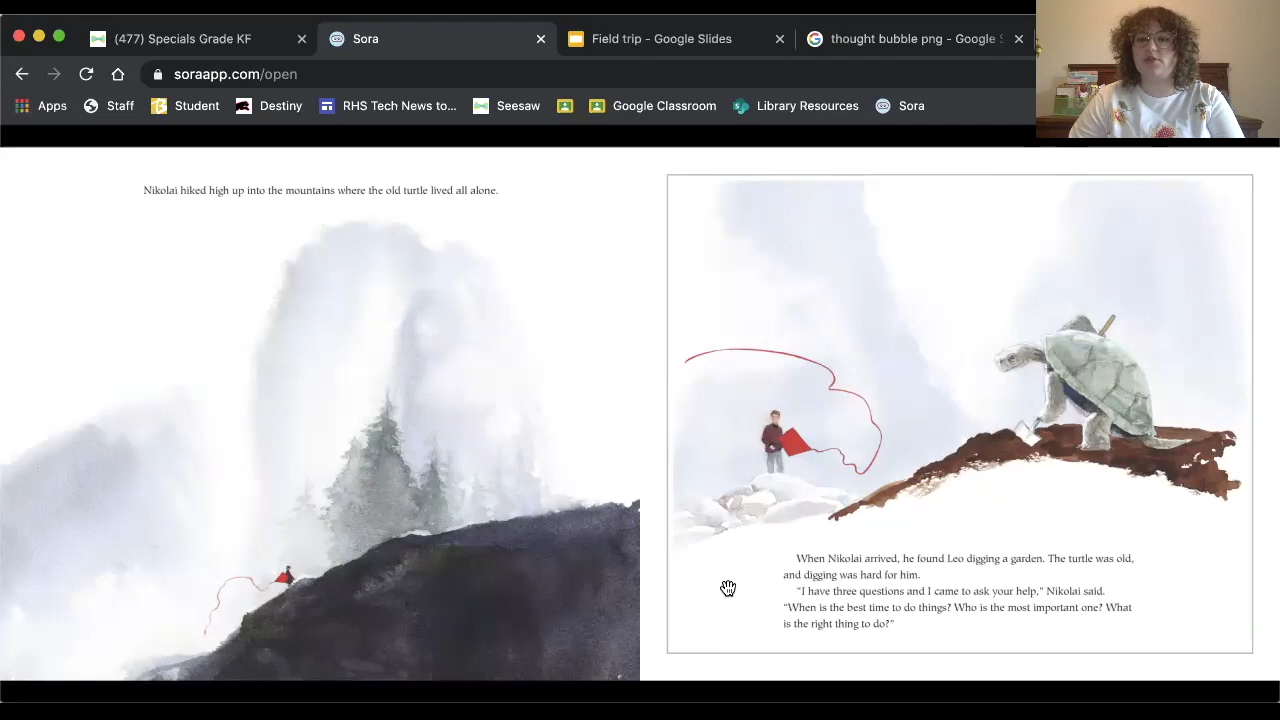 (477) Specials Grade KF
Sora
Field trip - Google Slides
thought bubble png - Google S
soraapp.com/open
Apps
Staff
Student
Destiny
RHS Tech News to...
Seesaw
Google Classroom
Library Resources
Sora
Nikolai hiked high up into the mountains where the old turtle lived all alone.
When Nikolai arrived, he found Leo digging a garden. The turtle was old,
and digging was hard for him.
"I have three questions and I came to ask your help," Nikolai said.
"When is the best time to do things? Who is the most important one? What
is the right thing to do?"